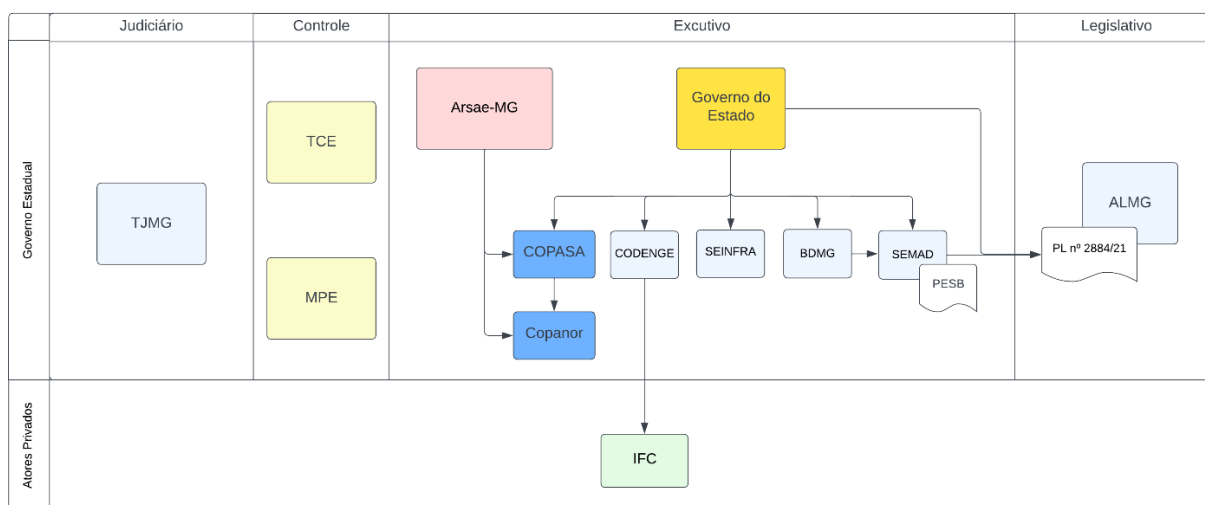 Judiciário
Controle
Excutivo
Legislativo
Governo Estadual
Arsae-MG
Governo do
Estado
TCE
TJMG
ALMG
COPASA
CODENGE
SEINFRA
BDMG
SEMAD
PL nº 2884/21
PESB
MPE
Copanor
Atores Privados
IFC